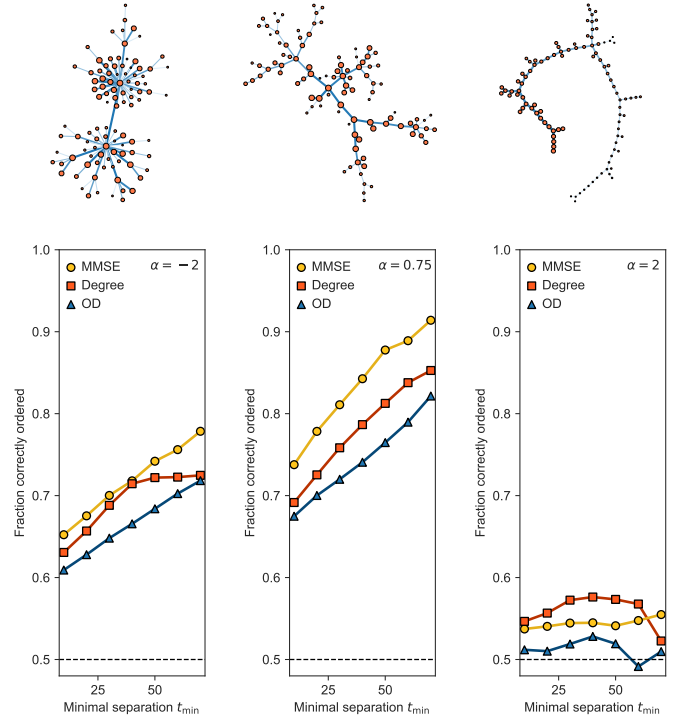 1.0
0.9
0.8
0.7
0.6
0.5
25
50
Fraction correctly ordered
Minimal separation t_min
MMSE
Degree
OD
α = −2
1.0
0.9
0.8
0.7
0.6
0.5
25
50
Fraction correctly ordered
Minimal separation t_min
MMSE
Degree
OD
α = 0.75
1.0
0.9
0.8
0.7
0.6
0.5
25
50
Fraction correctly ordered
Minimal separation t_min
MMSE
Degree
OD
α = 2